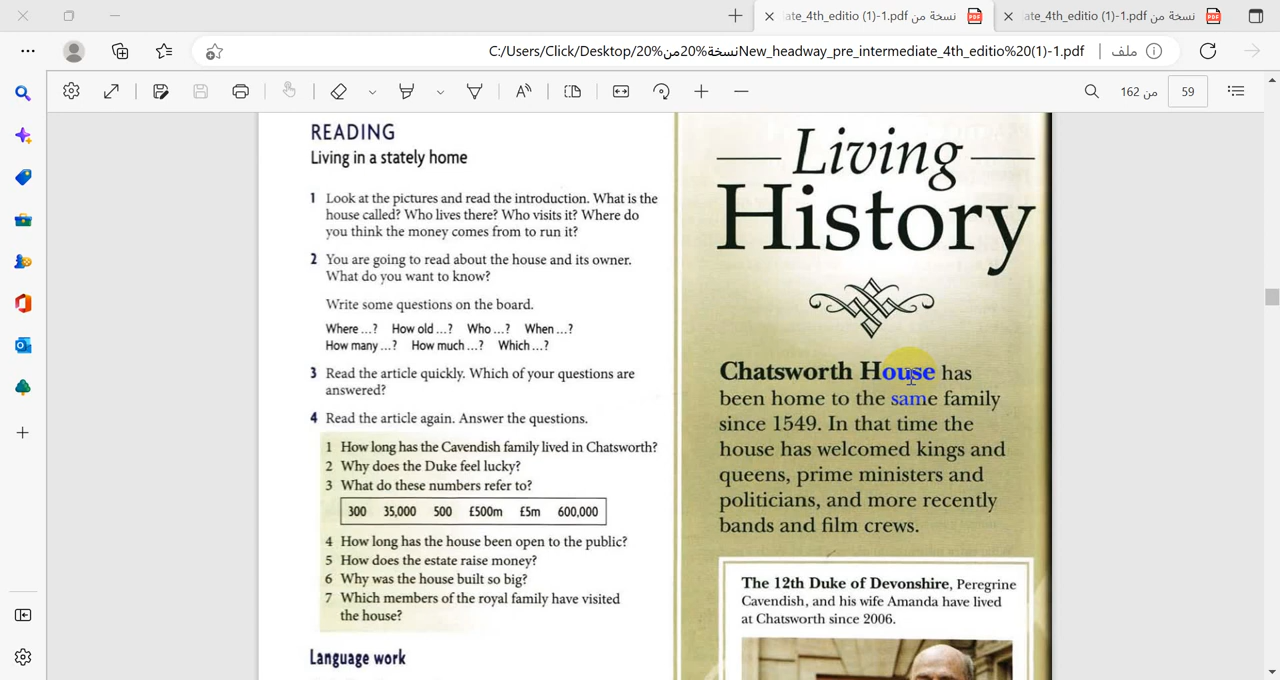 نسخة من ate_4th_editio (1)-1.pdf
نسخة من ate_4th_editio (1)-1.pdf
C:/Users/Click/Desktop/20%نسخة%20من%20New_headway_pre_intermediate_4th_editio%20(1)-1.pdf
ملف
59
من 162
READING
Living in a stately home
1 Look at the pictures and read the introduction. What is the
house called? Who lives there? Who visits it? Where do
you think the money comes from to run it?
2 You are going to read about the house and its owner.
What do you want to know?
Write some questions on the board.
Where ...? How old ...? Who ...? When ...?
How many ...? How much ...? Which ...?
3 Read the article quickly. Which of your questions are
answered?
4 Read the article again. Answer the questions.
1 How long has the Cavendish family lived in Chatsworth?
2 Why does the Duke feel lucky?
3 What do these numbers refer to?
300 35,000 500 £500m £5m 600,000
4 How long has the house been open to the public?
5 How does the estate raise money?
6 Why was the house built so big?
7 Which members of the royal family have visited
the house?
Language work
Living
History
Chatsworth House has
been home to the same family
since 1549. In that time the
house has welcomed kings and
queens, prime ministers and
politicians, and more recently
bands and film crews.
The 12th Duke of Devonshire, Peregrine
Cavendish, and his wife Amanda have lived
at Chatsworth since 2006.